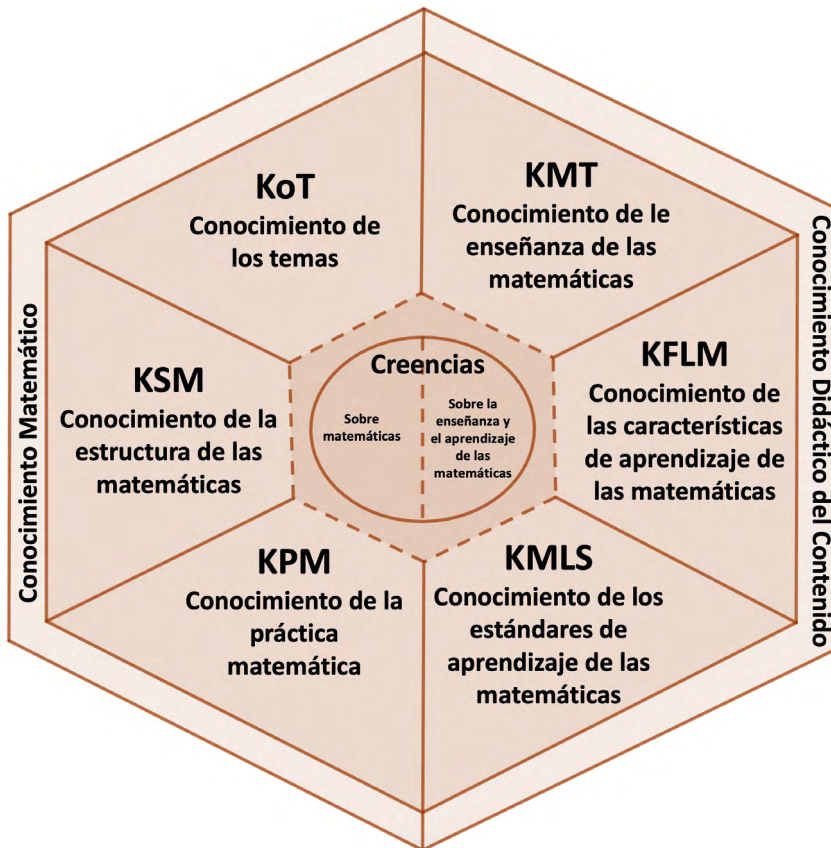 KoT
Conocimiento de
los temas
KMT
Conocimiento de le
enseñanza de las
matemáticas
Conocimiento Matemático
KSM
Conocimiento de la
estructura de las
matemáticas
Creencias
Sobre
matemáticas
Sobre la
enseñanza y
el aprendizaje
de las
matemáticas
KFLM
Conocimiento de
las características
de aprendizaje de
las matemáticas
Conocimiento Didáctico del Contenido
KPM
Conocimiento de la
práctica
matemática
KMLS
Conocimiento de los
estándares de
aprendizaje de las
matemáticas